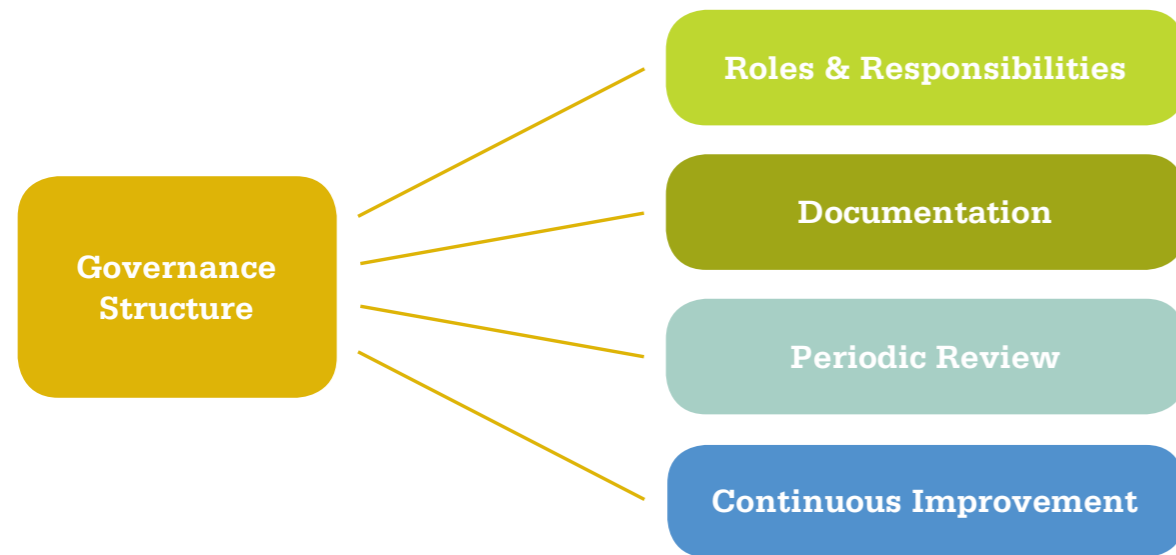 Roles & Responsibilities
Documentation
Governance
Structure
Periodic Review
Continuous Improvement